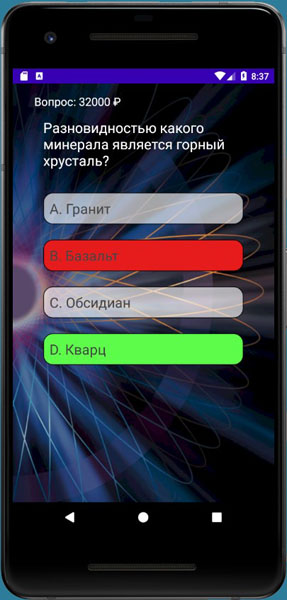 8:37
Вопрос: 32000 ₽
Разновидностью какого
минерала является горный
хрусталь?
A. Гранит
B. Базальт
C. Обсидиан
D. Кварц